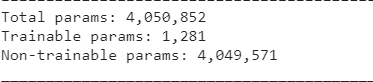 Total params: 4,050,852
Trainable params: 1,281
Non-trainable params: 4,049,571